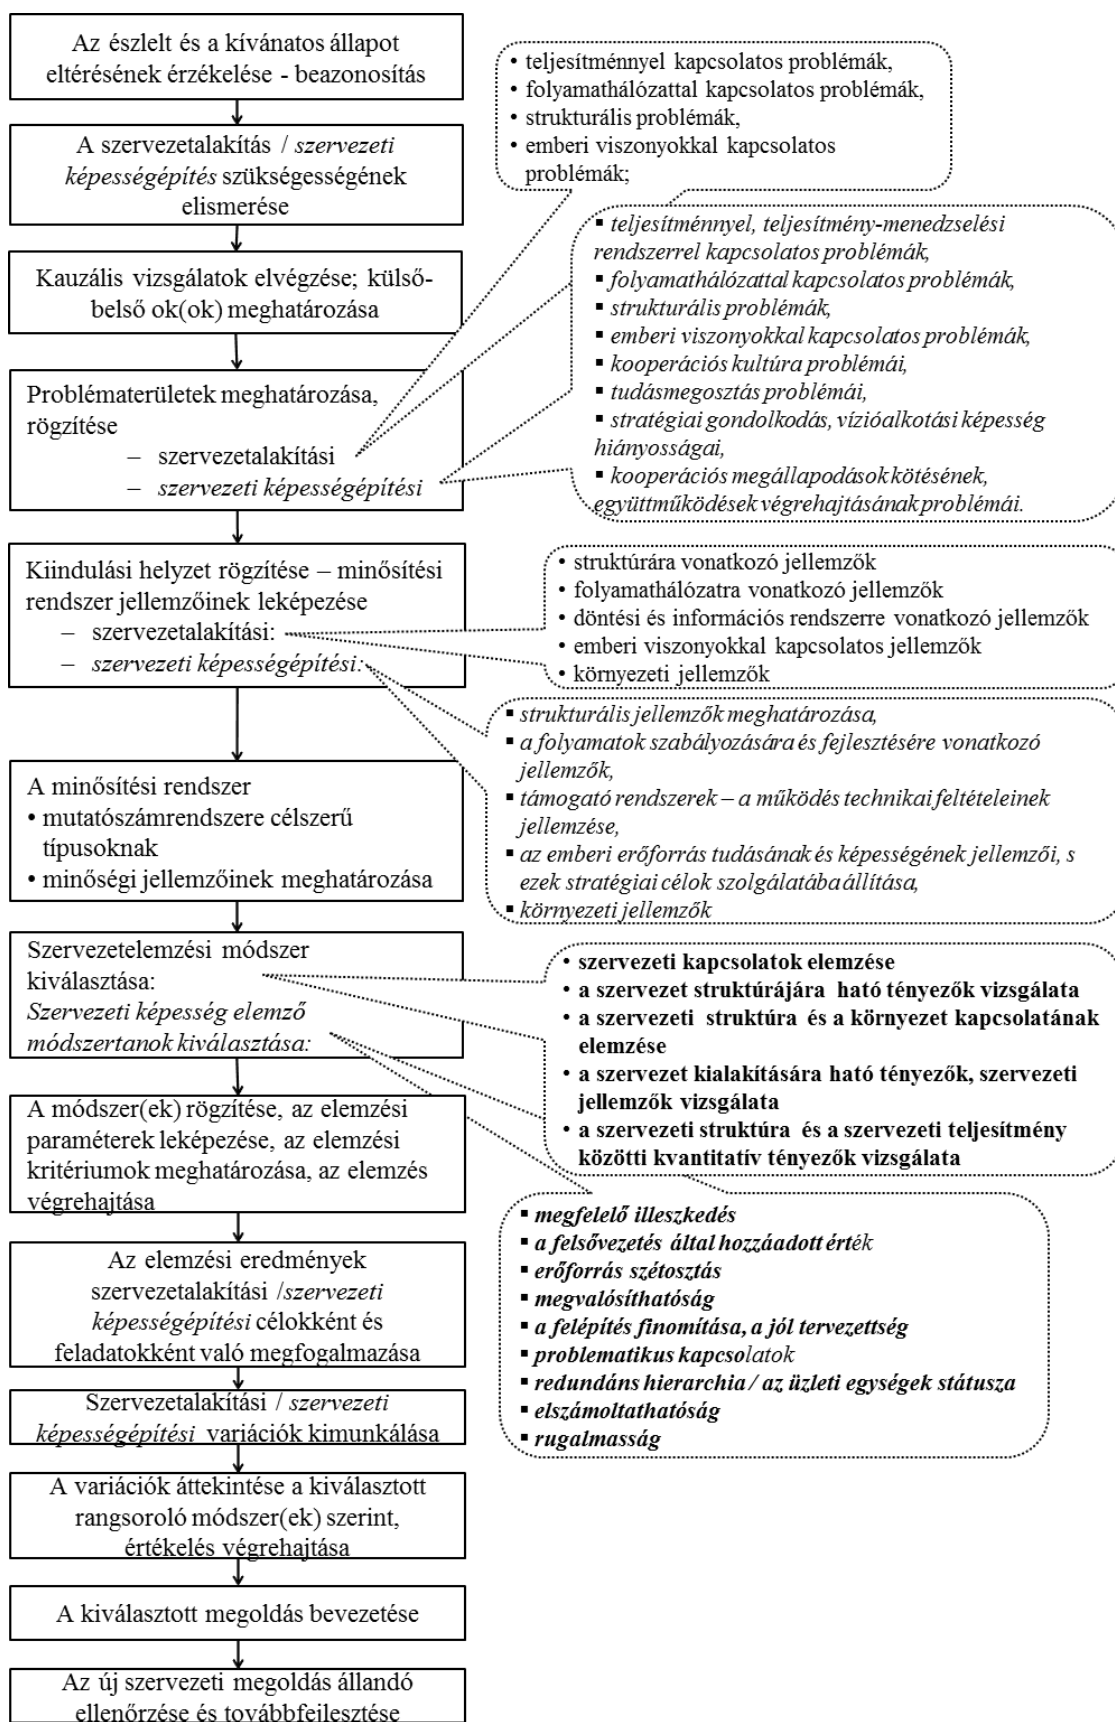 Az észlelt és a kívánatos állapot
eltérésének érzékelése - beazonosítás
A szervezetalakítás / szervezeti
képességépítés szükségességének
elismerése
Kauzális vizsgálatok elvégzése; külső-
belső ok(ok) meghatározása
Problématerületek meghatározása,
rögzítése
– szervezetalakítási
– szervezeti képességépítési
• teljesítménnyel kapcsolatos problémák,
• folyamathálózattal kapcsolatos problémák,
• strukturális problémák,
• emberi viszonyokkal kapcsolatos
problémák;
▪ teljesítménnyel, teljesítmény-menedzselési
rendszerrel kapcsolatos problémák,
▪ folyamathálózattal kapcsolatos problémák,
▪ strukturális problémák,
▪ emberi viszonyokkal kapcsolatos problémák,
▪ kooperációs kultúra problémái,
▪ tudásmegosztás problémái,
▪ stratégiai gondolkodás, vízióalkotási képesség
hiányosságai,
▪ kooperációs megállapodások kötésének,
együttműködések végrehajtásának problémái.
Kiindulási helyzet rögzítése – minősítési
rendszer jellemzőinek leképezése
– szervezetalakítási:
– szervezeti képességépítési:
• struktúrára vonatkozó jellemzők
• folyamathálózatra vonatkozó jellemzők
• döntési és információs rendszerre vonatkozó jellemzők
• emberi viszonyokkal kapcsolatos jellemzők
• környezeti jellemzők
▪ strukturális jellemzők meghatározása,
▪ a folyamatok szabályozására és fejlesztésére vonatkozó
jellemzők,
▪ támogató rendszerek – a működés technikai feltételeinek
jellemzése,
▪ az emberi erőforrás tudásának és képességének jellemzői, s
ezek stratégiai célok szolgálatába állítása,
▪ környezeti jellemzők
A minősítési rendszer
• mutatószámrendszere célszerű
típusoknak
• minőségi jellemzőinek meghatározása
Szervezetelemzési módszer
kiválasztása:
Szervezeti képesség elemző
módszertanok kiválasztása:
• szervezeti kapcsolatok elemzése
• a szervezet struktúrájára ható tényezők vizsgálata
• a szervezeti struktúra és a környezet kapcsolatának
elemzése
• a szervezet kialakítására ható tényezők, szervezeti
jellemzők vizsgálata
• a szervezeti struktúra és a szervezeti teljesítmény
közötti kvantitatív tényezők vizsgálata
▪ megfelelő illeszkedés
▪ a felsővezetés által hozzáadott érték
▪ erőforrás szétosztás
▪ megvalósíthatóság
▪ a felépítés finomítása, a jól tervezettség
▪ problematikus kapcsolatok
▪ redundáns hierarchia / az üzleti egységek státusza
▪ elszámoltathatóság
▪ rugalmasság
A módszer(ek) rögzítése, az elemzési
paraméterek leképezése, az elemzési
kritériumok meghatározása, az elemzés
végrehajtása
Az elemzési eredmények
szervezetalakítási /szervezeti
képességépítési célokként és
feladatokként való megfogalmazása
Szervezetalakítási / szervezeti
képességépítési variációk kimunkálása
A variációk áttekintése a kiválasztott
rangsoroló módszer(ek) szerint,
értékelés végrehajtása
A kiválasztott megoldás bevezetése
Az új szervezeti megoldás állandó
ellenőrzése és továbbfejlesztése